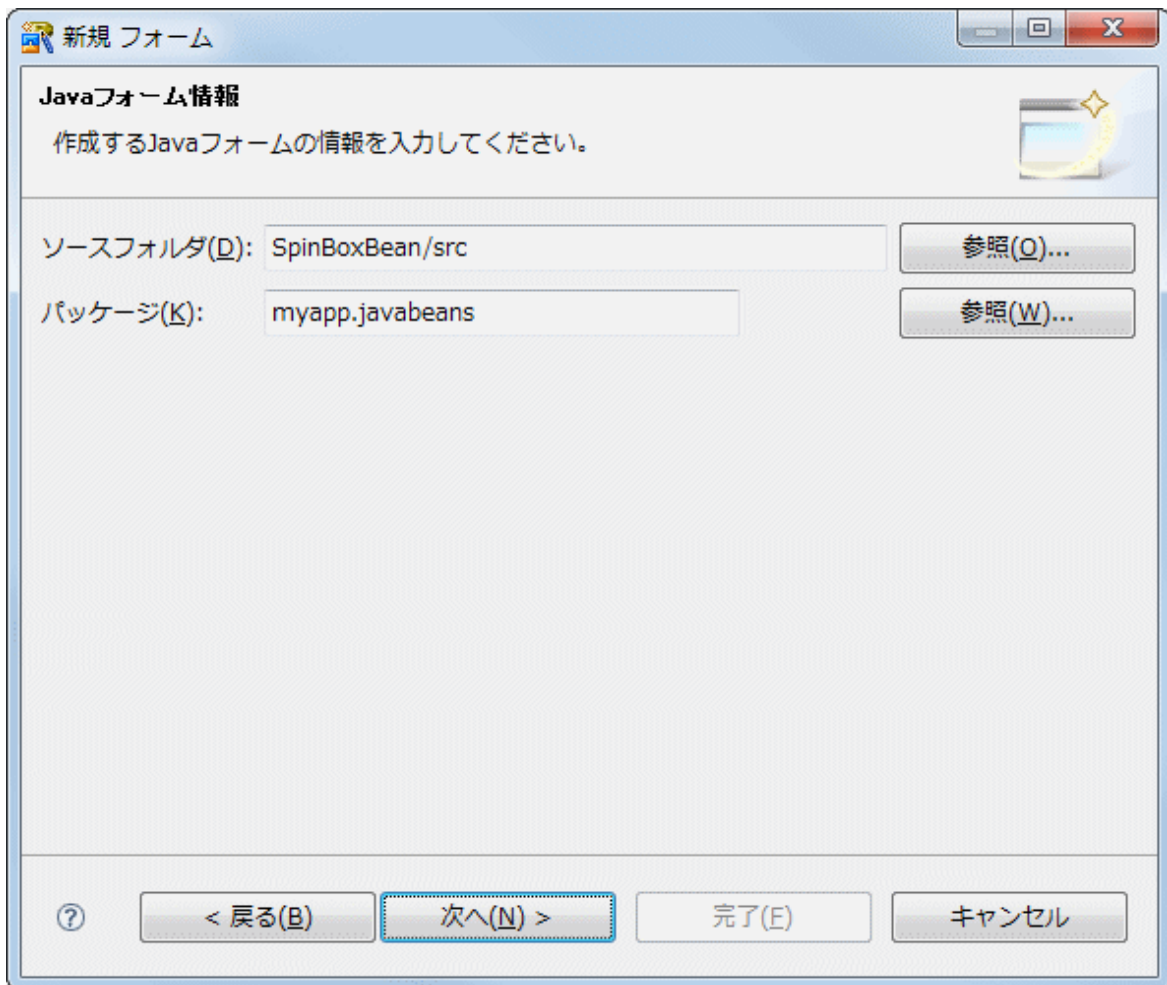 新規 フォーム
Javaフォーム情報
作成するJavaフォームの情報を入力してください。
ソースフォルダ(D): SpinBoxBean/src 参照(O)...
パッケージ(K): myapp.javabeans 参照(W)...
< 戻る(B) 次へ(N) > 完了(F) キャンセル